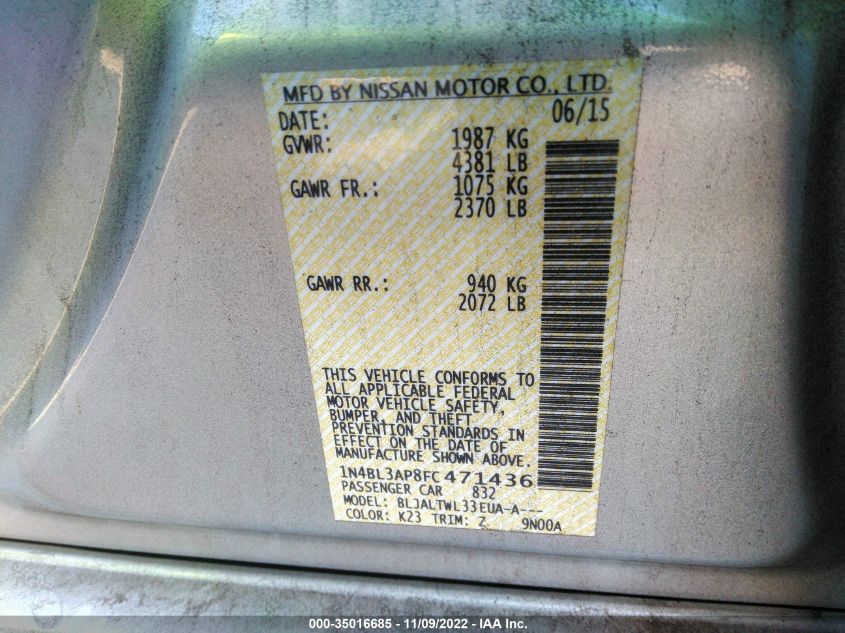 MFD BY NISSAN MOTOR CO., LTD.
DATE: 06/15
GVWR: 1987 KG
4381 LB
GAWR FR.: 1075 KG
2370 LB
GAWR RR.: 940 KG
2072 LB
THIS VEHICLE CONFORMS TO
ALL APPLICABLE FEDERAL
MOTOR VEHICLE SAFETY,
BUMPER, AND THEFT
PREVENTION STANDARDS IN
EFFECT ON THE DATE OF
MANUFACTURE SHOWN ABOVE.
1N4BL3AP8FC471436
PASSENGER CAR 832
MODEL: BLJALTWL33EUA-A---
COLOR: K23 TRIM: Z 9N00A
000-35016685 - 11/09/2022 - IAA Inc.